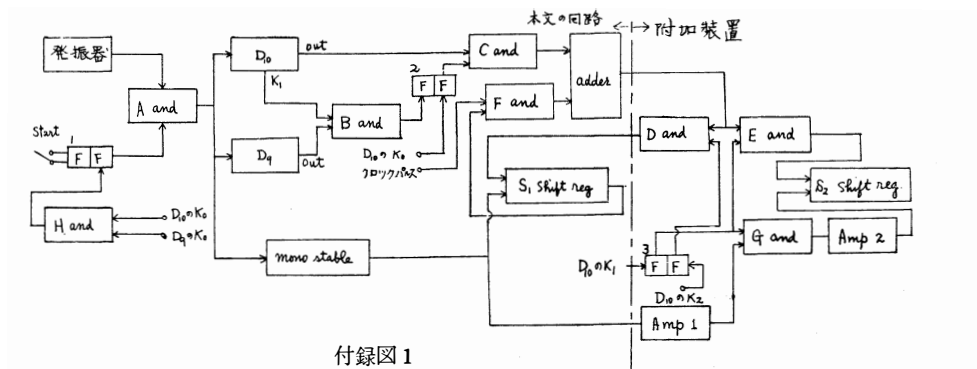 本文の回路 ←→ 附加装置
発振器
A and
Start
1
F F
H and
D10のK0
D9のK0
D10
out
K1
D9
out
B and
2
F F
D10のK0
クロックパルス
mono stable
C and
F and
adder
S1 Shift reg
D and
E and
S2 Shift reg.
D10のK1
3
F F
D10のK2
G and
Amp 2
Amp 1
付録図1